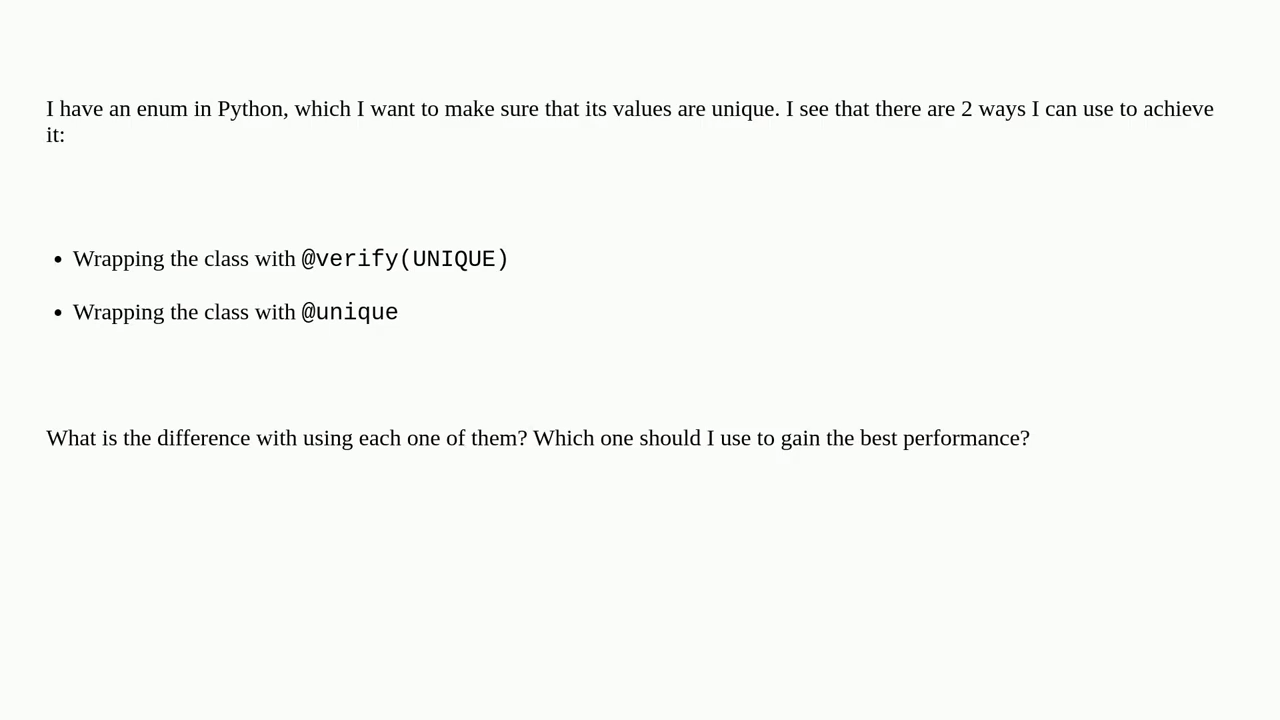 I have an enum in Python, which I want to make sure that its values are unique. I see that there are 2 ways I can use to achieve
it:
• Wrapping the class with @verify(UNIQUE)
• Wrapping the class with @unique
What is the difference with using each one of them? Which one should I use to gain the best performance?